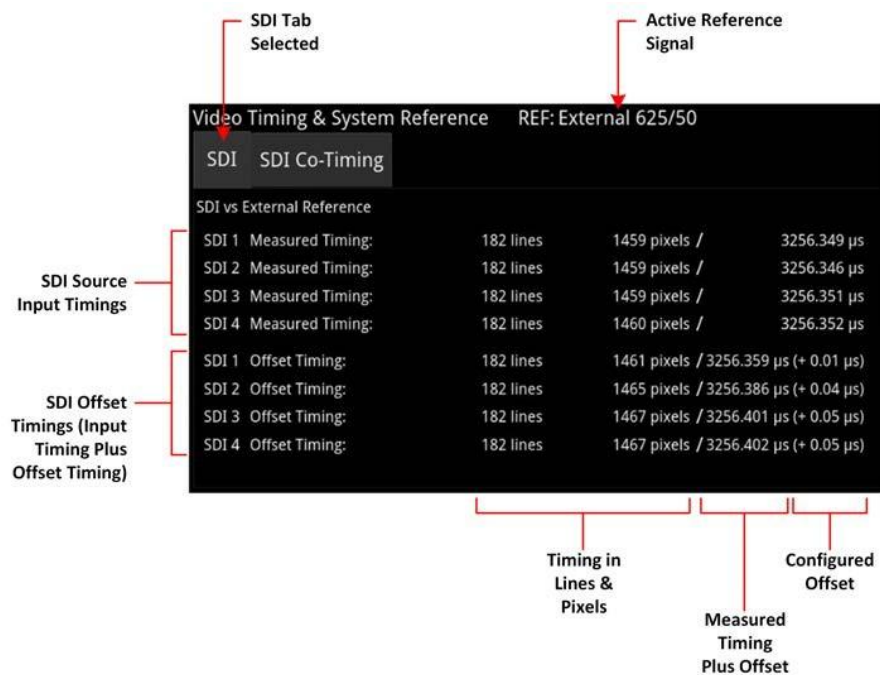 SDI Tab
Selected
Active Reference
Signal
Video Timing & System Reference REF: External 625/50
SDI SDI Co-Timing
SDI vs External Reference
SDI 1 Measured Timing: 182 lines 1459 pixels / 3256.349 µs
SDI 2 Measured Timing: 182 lines 1459 pixels / 3256.346 µs
SDI 3 Measured Timing: 182 lines 1459 pixels / 3256.351 µs
SDI 4 Measured Timing: 182 lines 1460 pixels / 3256.352 µs
SDI Source
Input Timings
SDI 1 Offset Timing: 182 lines 1461 pixels / 3256.359 µs (+ 0.01 µs)
SDI 2 Offset Timing: 182 lines 1465 pixels / 3256.386 µs (+ 0.04 µs)
SDI 3 Offset Timing: 182 lines 1467 pixels / 3256.401 µs (+ 0.05 µs)
SDI 4 Offset Timing: 182 lines 1467 pixels / 3256.402 µs (+ 0.05 µs)
SDI Offset
Timings (Input
Timing Plus
Offset Timing)
Timing in
Lines &
Pixels
Measured
Timing
Plus Offset
Configured
Offset